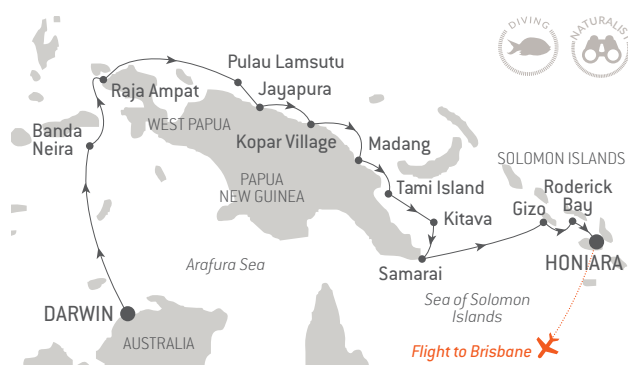 DIVING
NATURALIST
Pulau Lamsutu
Raja Ampat
Jayapura
WEST PAPUA
Banda
Neira
Kopar Village
Madang
SOLOMON ISLANDS
PAPUA
NEW GUINEA
Tami Island
Roderick
Bay
Gizo
Kitava
Arafura Sea
Samarai
HONIARA
Sea of Solomon
Islands
DARWIN
AUSTRALIA
Flight to Brisbane